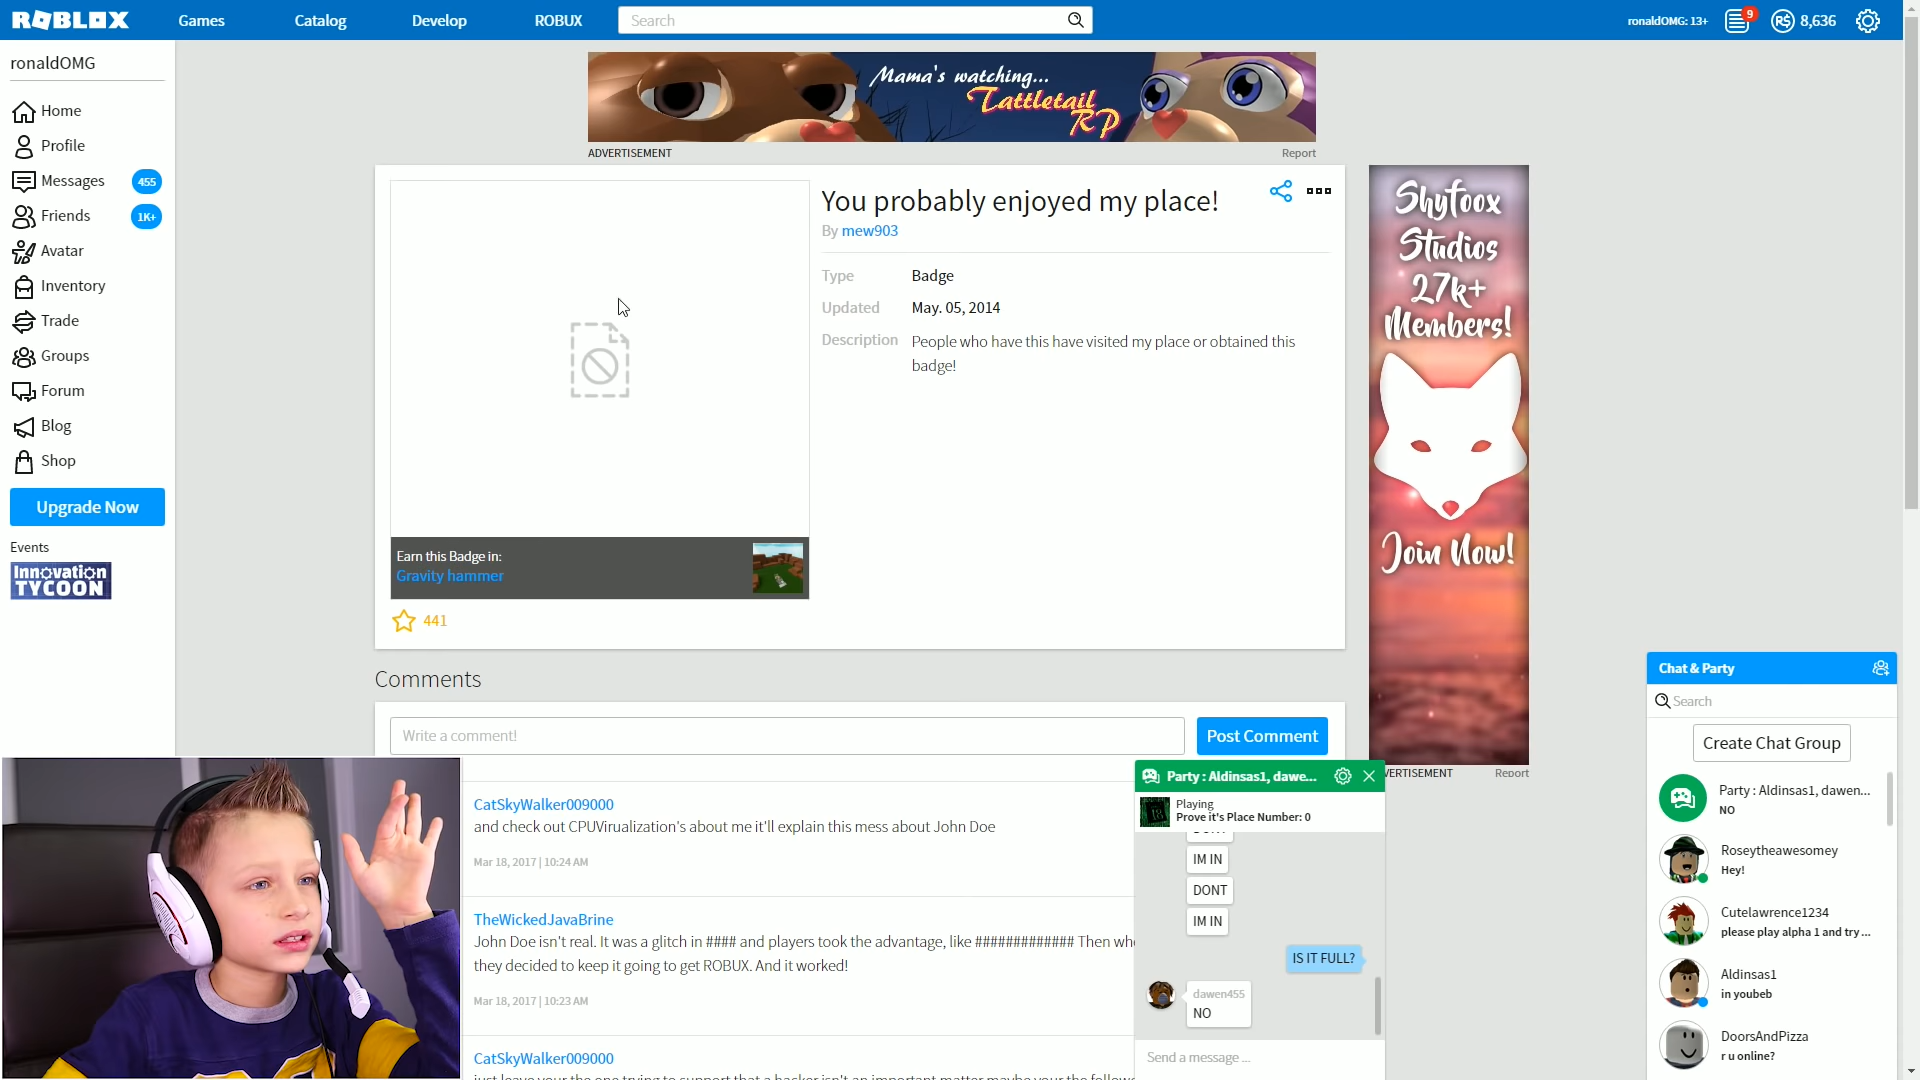 ROBLOX
Games
Catalog
Develop
ROBUX
Search
ronaldOMG: 13+
9
R$ 8,636
ronaldOMG
Home
Profile
Messages
455
Friends
1K+
Avatar
Inventory
Trade
Groups
Forum
Blog
Shop
Upgrade Now
Events
Innovation
TYCOON
Mama's watching...
Tattletail
RP
ADVERTISEMENT
Report
You probably enjoyed my place!
By mew903
Type Badge
Updated May. 05, 2014
Description People who have this have visited my place or obtained this
badge!
Earn this Badge in:
Gravity hammer
441
Shyfoox
Studios
27k+
Members!
Join Now!
VERTISEMENT
Report
Comments
Write a comment!
Post Comment
CatSkyWalker009000
and check out CPUVirualization's about me it'll explain this mess about John Doe
Mar 18, 2017 | 10:24 AM
TheWickedJavaBrine
John Doe isn't real. It was a glitch in #### and players took the advantage, like ############# Then
they decided to keep it going to get ROBUX. And it worked!
Mar 18, 2017 | 10:23 AM
CatSkyWalker009000
Party : Aldinsas1, dawe...
Playing
Prove it's Place Number: 0
IM IN
DONT
IM IN
IS IT FULL?
dawen455
NO
Send a message ...
Chat & Party
Search
Create Chat Group
Party : Aldinsas1, dawen...
NO
Roseytheawesomey
Hey!
Cutelawrence1234
please play alpha 1 and try ...
Aldinsas1
in youbeb
DoorsAndPizza
r u online?